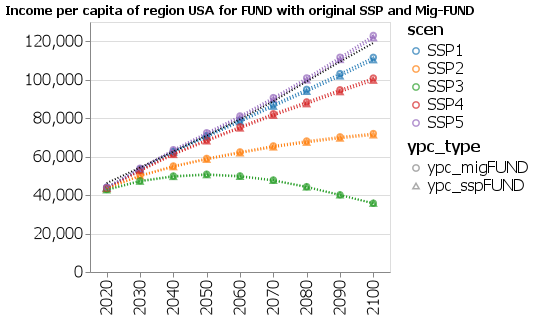 Income per capita of region USA for FUND with original SSP and Mig-FUND
120,000
100,000
80,000
60,000
40,000
20,000
0
2020 2030 2040 2050 2060 2070 2080 2090 2100
scen
SSP1
SSP2
SSP3
SSP4
SSP5
ypc_type
ypc_migFUND
ypc_sspFUND